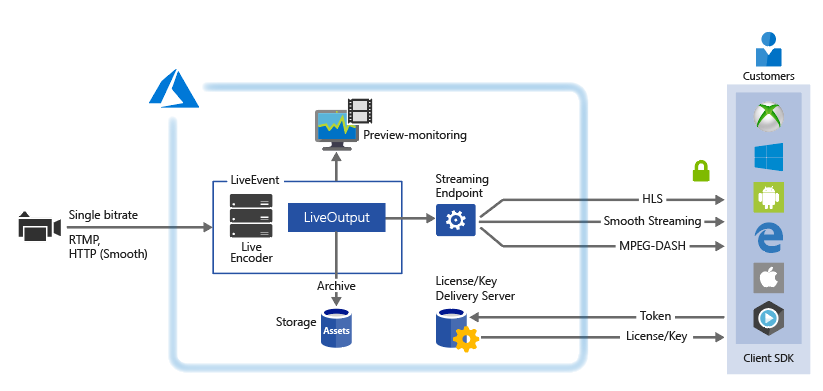 Customers
Preview-monitoring
LiveEvent
Streaming
Endpoint
HLS
Single bitrate
LiveOutput
Smooth Streaming
RTMP,
HTTP (Smooth)
Live
Encoder
MPEG-DASH
Archive
License/Key
Delivery Server
Storage
Assets
Token
License/Key
Client SDK